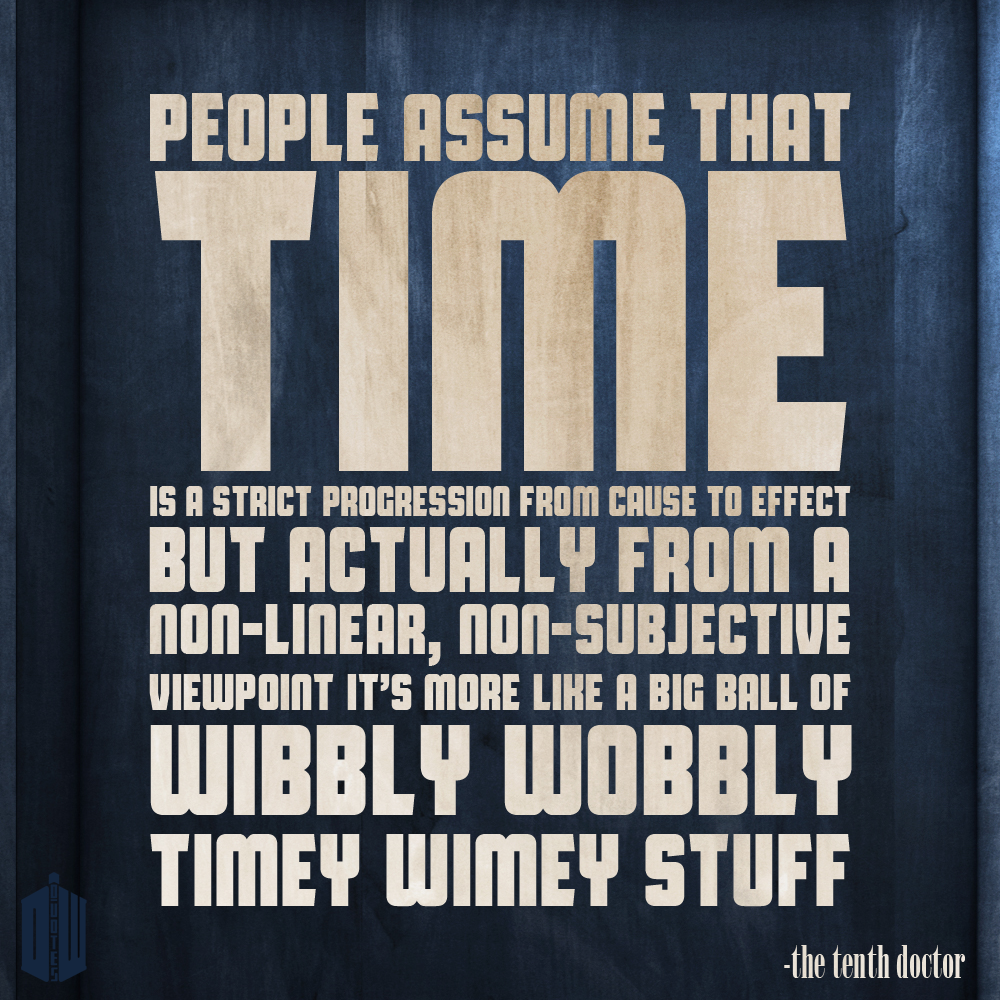 PEOPLE ASSUME THAT
TIME
IS A STRICT PROGRESSION FROM CAUSE TO EFFECT
BUT ACTUALLY FROM A
NON-LINEAR, NON-SUBJECTIVE
VIEWPOINT IT'S MORE LIKE A BIG BALL OF
WIBBLY WOBBLY
TIMEY WIMEY STUFF
DW
-the tenth doctor